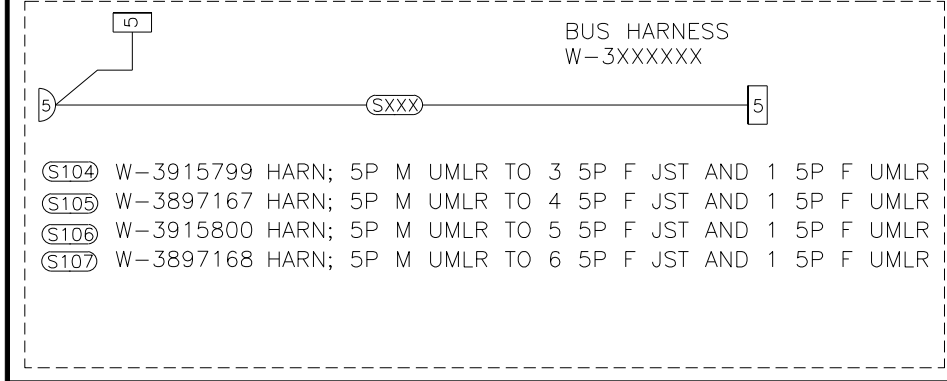 5
BUS HARNESS
W-3XXXXXX
5
SXXX
5
S104 W-3915799 HARN; 5P M UMLR TO 3 5P F JST AND 1 5P F UMLR
S105 W-3897167 HARN; 5P M UMLR TO 4 5P F JST AND 1 5P F UMLR
S106 W-3915800 HARN; 5P M UMLR TO 5 5P F JST AND 1 5P F UMLR
S107 W-3897168 HARN; 5P M UMLR TO 6 5P F JST AND 1 5P F UMLR